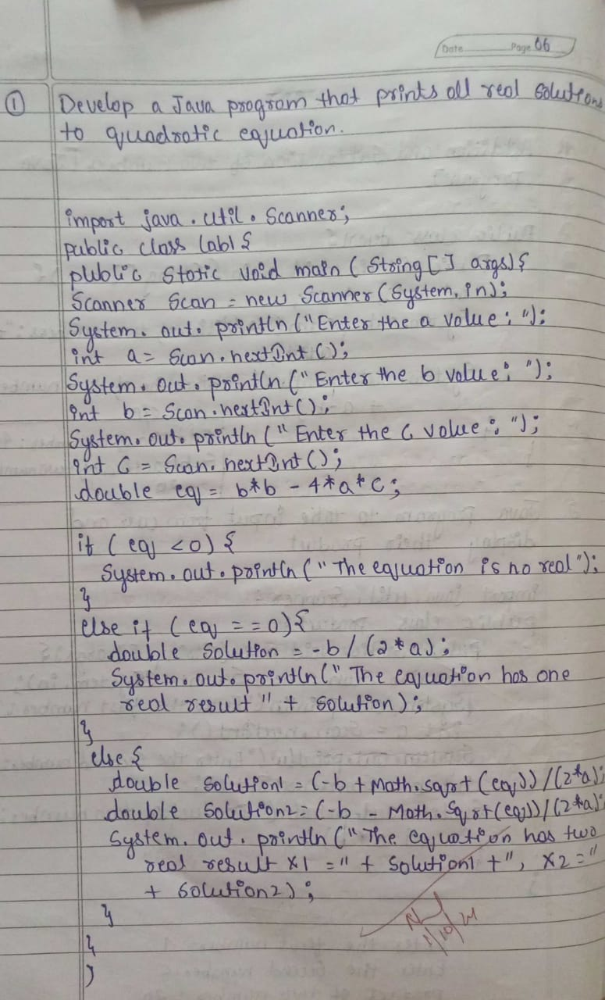 Date Page 06
① Develop a Java program that prints all real solutions
to quadratic equation.
import java.util.Scanner;
public class Lab1 {
public static void main (String [] args) {
Scanner Scan = new Scanner (System.in);
System.out.println ("Enter the a value : ");
int a = Scan.nextInt ();
System.out.println (" Enter the b value : ");
int b = Scan.nextInt ();
System.out.println (" Enter the C value : ");
int C = Scan.nextInt ();
double eq = b*b - 4*a*c;
if ( eq <0) {
System.out.println (" The equation is no real");
}
else if (eq == 0) {
double Solution = -b / (2*a);
System.out.println (" The equation has one
real result " + Solution);
}
else {
double Solution1 = (-b + Math.sqrt (eq)) / (2*a);
double Solution2 = (-b - Math.Sqrt (eq)) / (2*a);
System.out.println (" The equation has two
real result X1 =" + Solution1 +", X2 ="
+ Solution2);
}
}
}
1/10/24